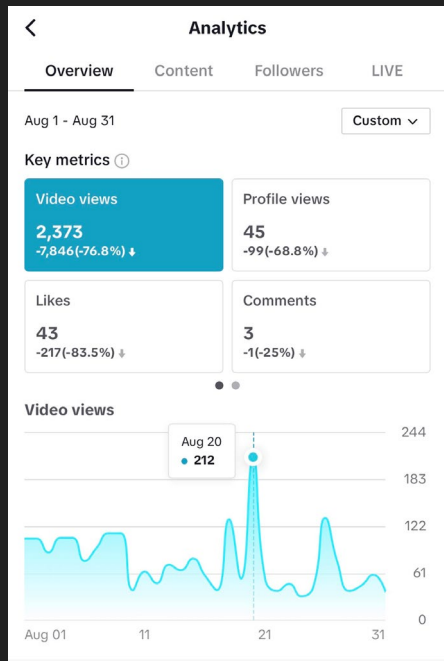 Analytics
Overview Content Followers LIVE
Aug 1 - Aug 31 Custom
Key metrics
Video views
2,373
-7,846(-76.8%)
Profile views
45
-99(-68.8%)
Likes
43
-217(-83.5%)
Comments
3
-1(-25%)
Video views
Aug 20
212
244
183
122
61
0
Aug 01 11 21 31